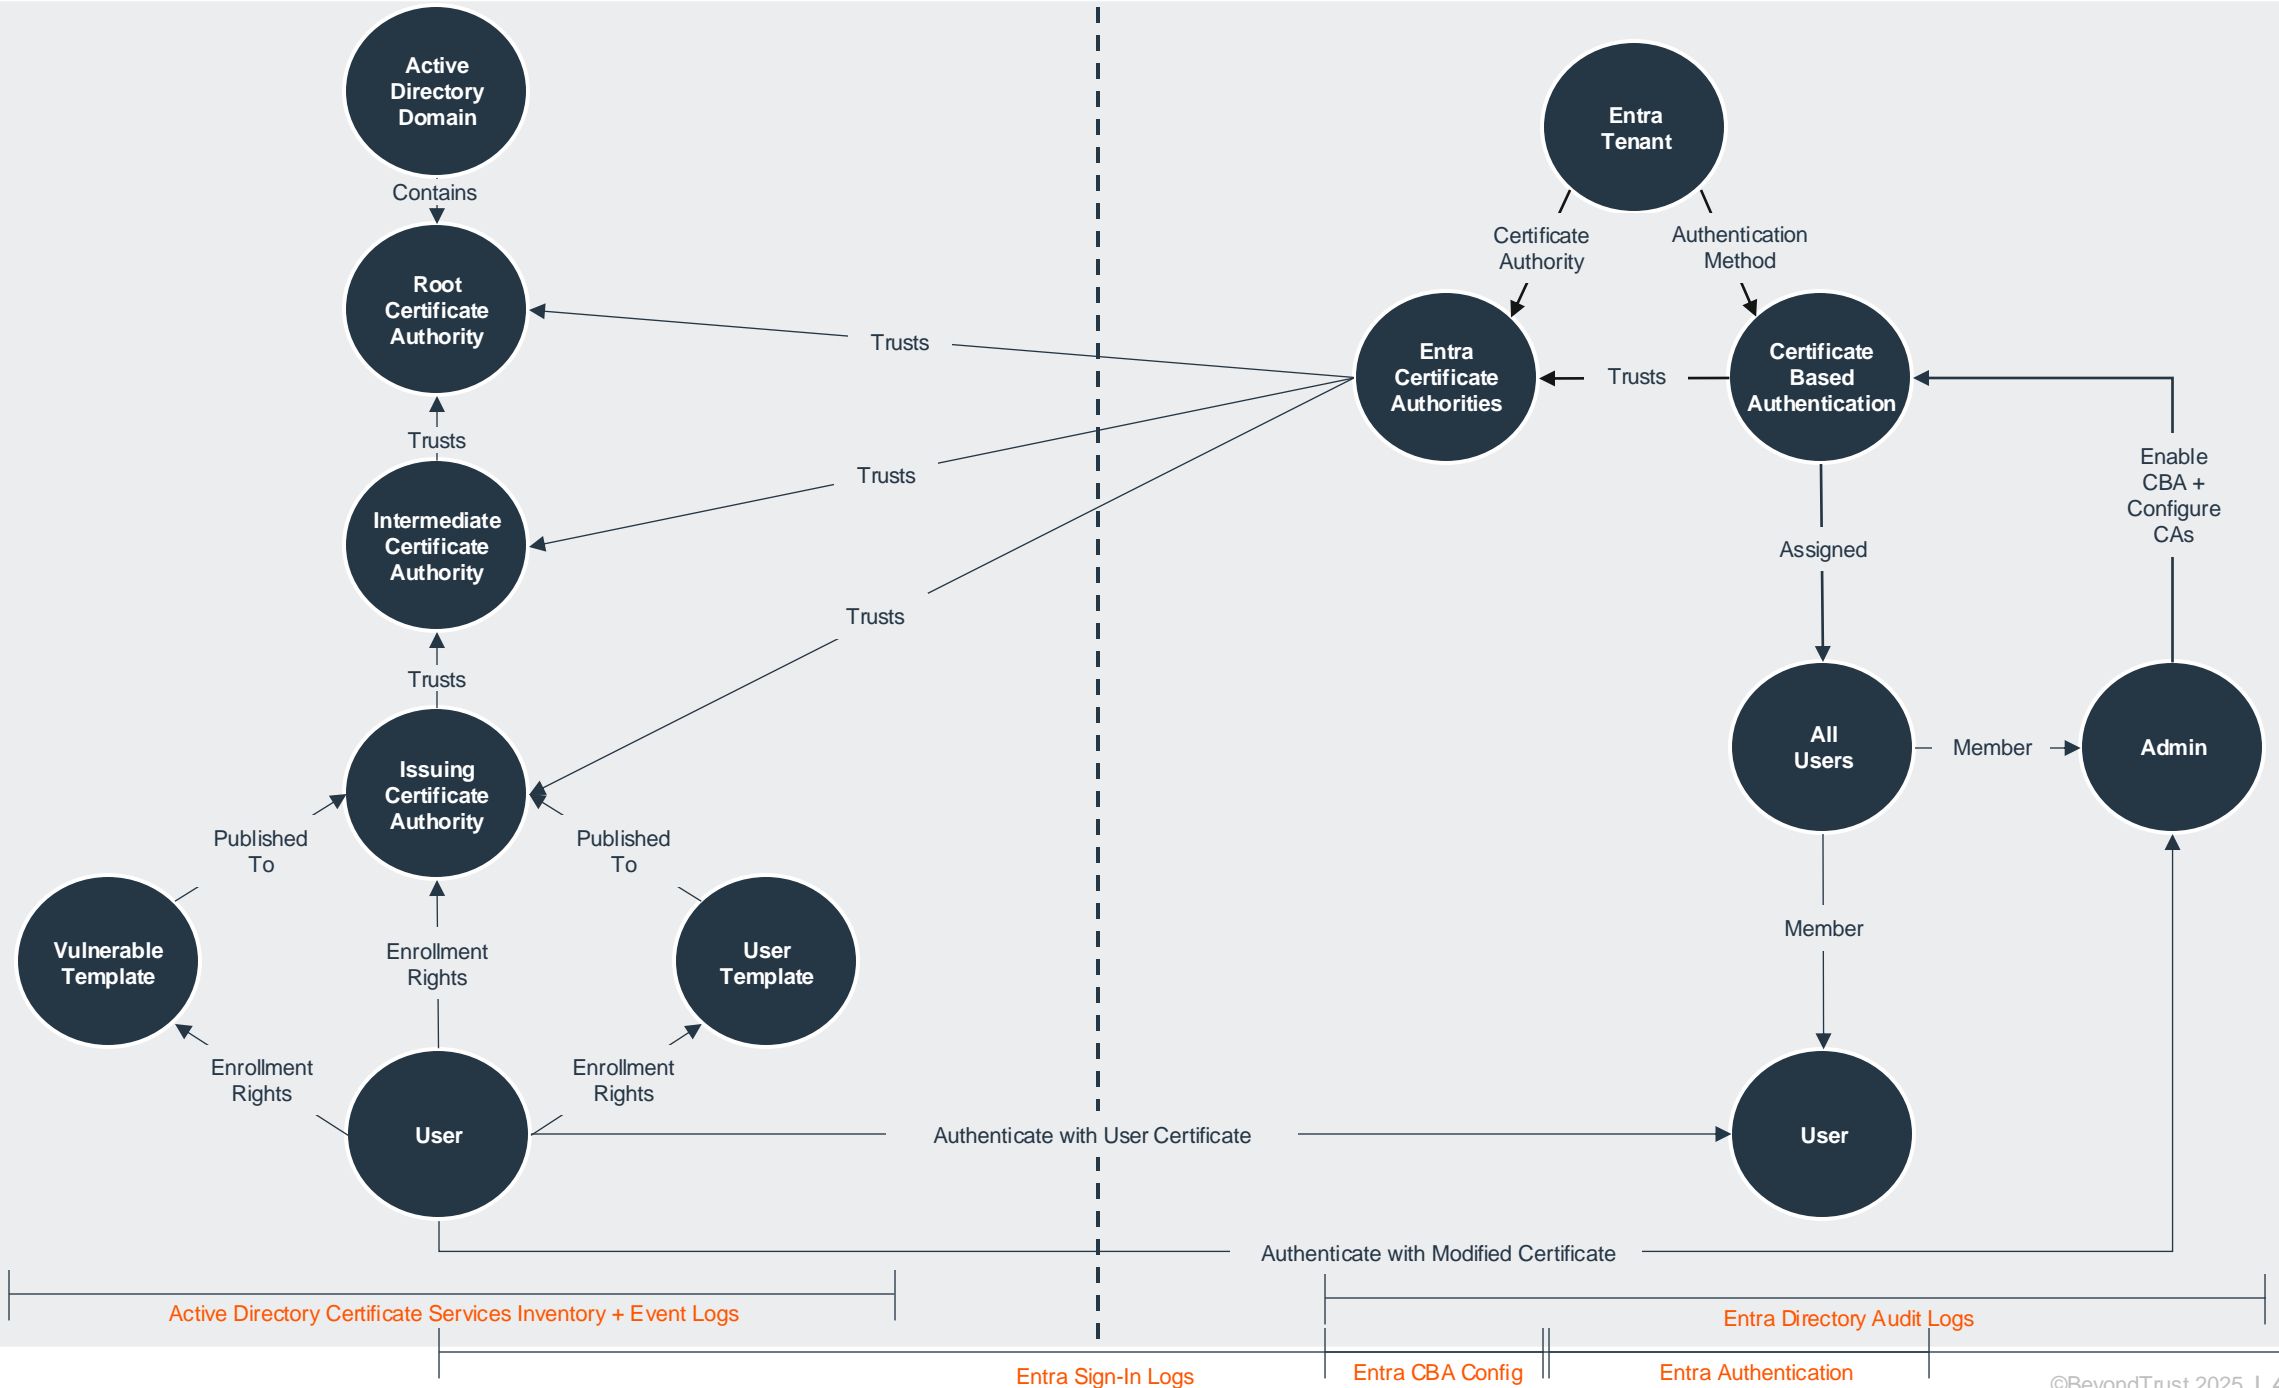 Active
Directory
Domain
Contains
Root
Certificate
Authority
Trusts
Intermediate
Certificate
Authority
Trusts
Issuing
Certificate
Authority
Published
To
Published
To
Vulnerable
Template
Enrollment
Rights
User
Template
Enrollment
Rights
Enrollment
Rights
User
Trusts
Trusts
Trusts
Entra
Tenant
Certificate
Authority
Authentication
Method
Entra
Certificate
Authorities
Trusts
Certificate
Based
Authentication
Enable
CBA +
Configure
CAs
Assigned
All
Users
Member
Admin
Member
User
Authenticate with User Certificate
Authenticate with Modified Certificate
Active Directory Certificate Services Inventory + Event Logs
Entra Directory Audit Logs
Entra Sign-In Logs
Entra CBA Config
Entra Authentication
©BeyondTrust 2025 |